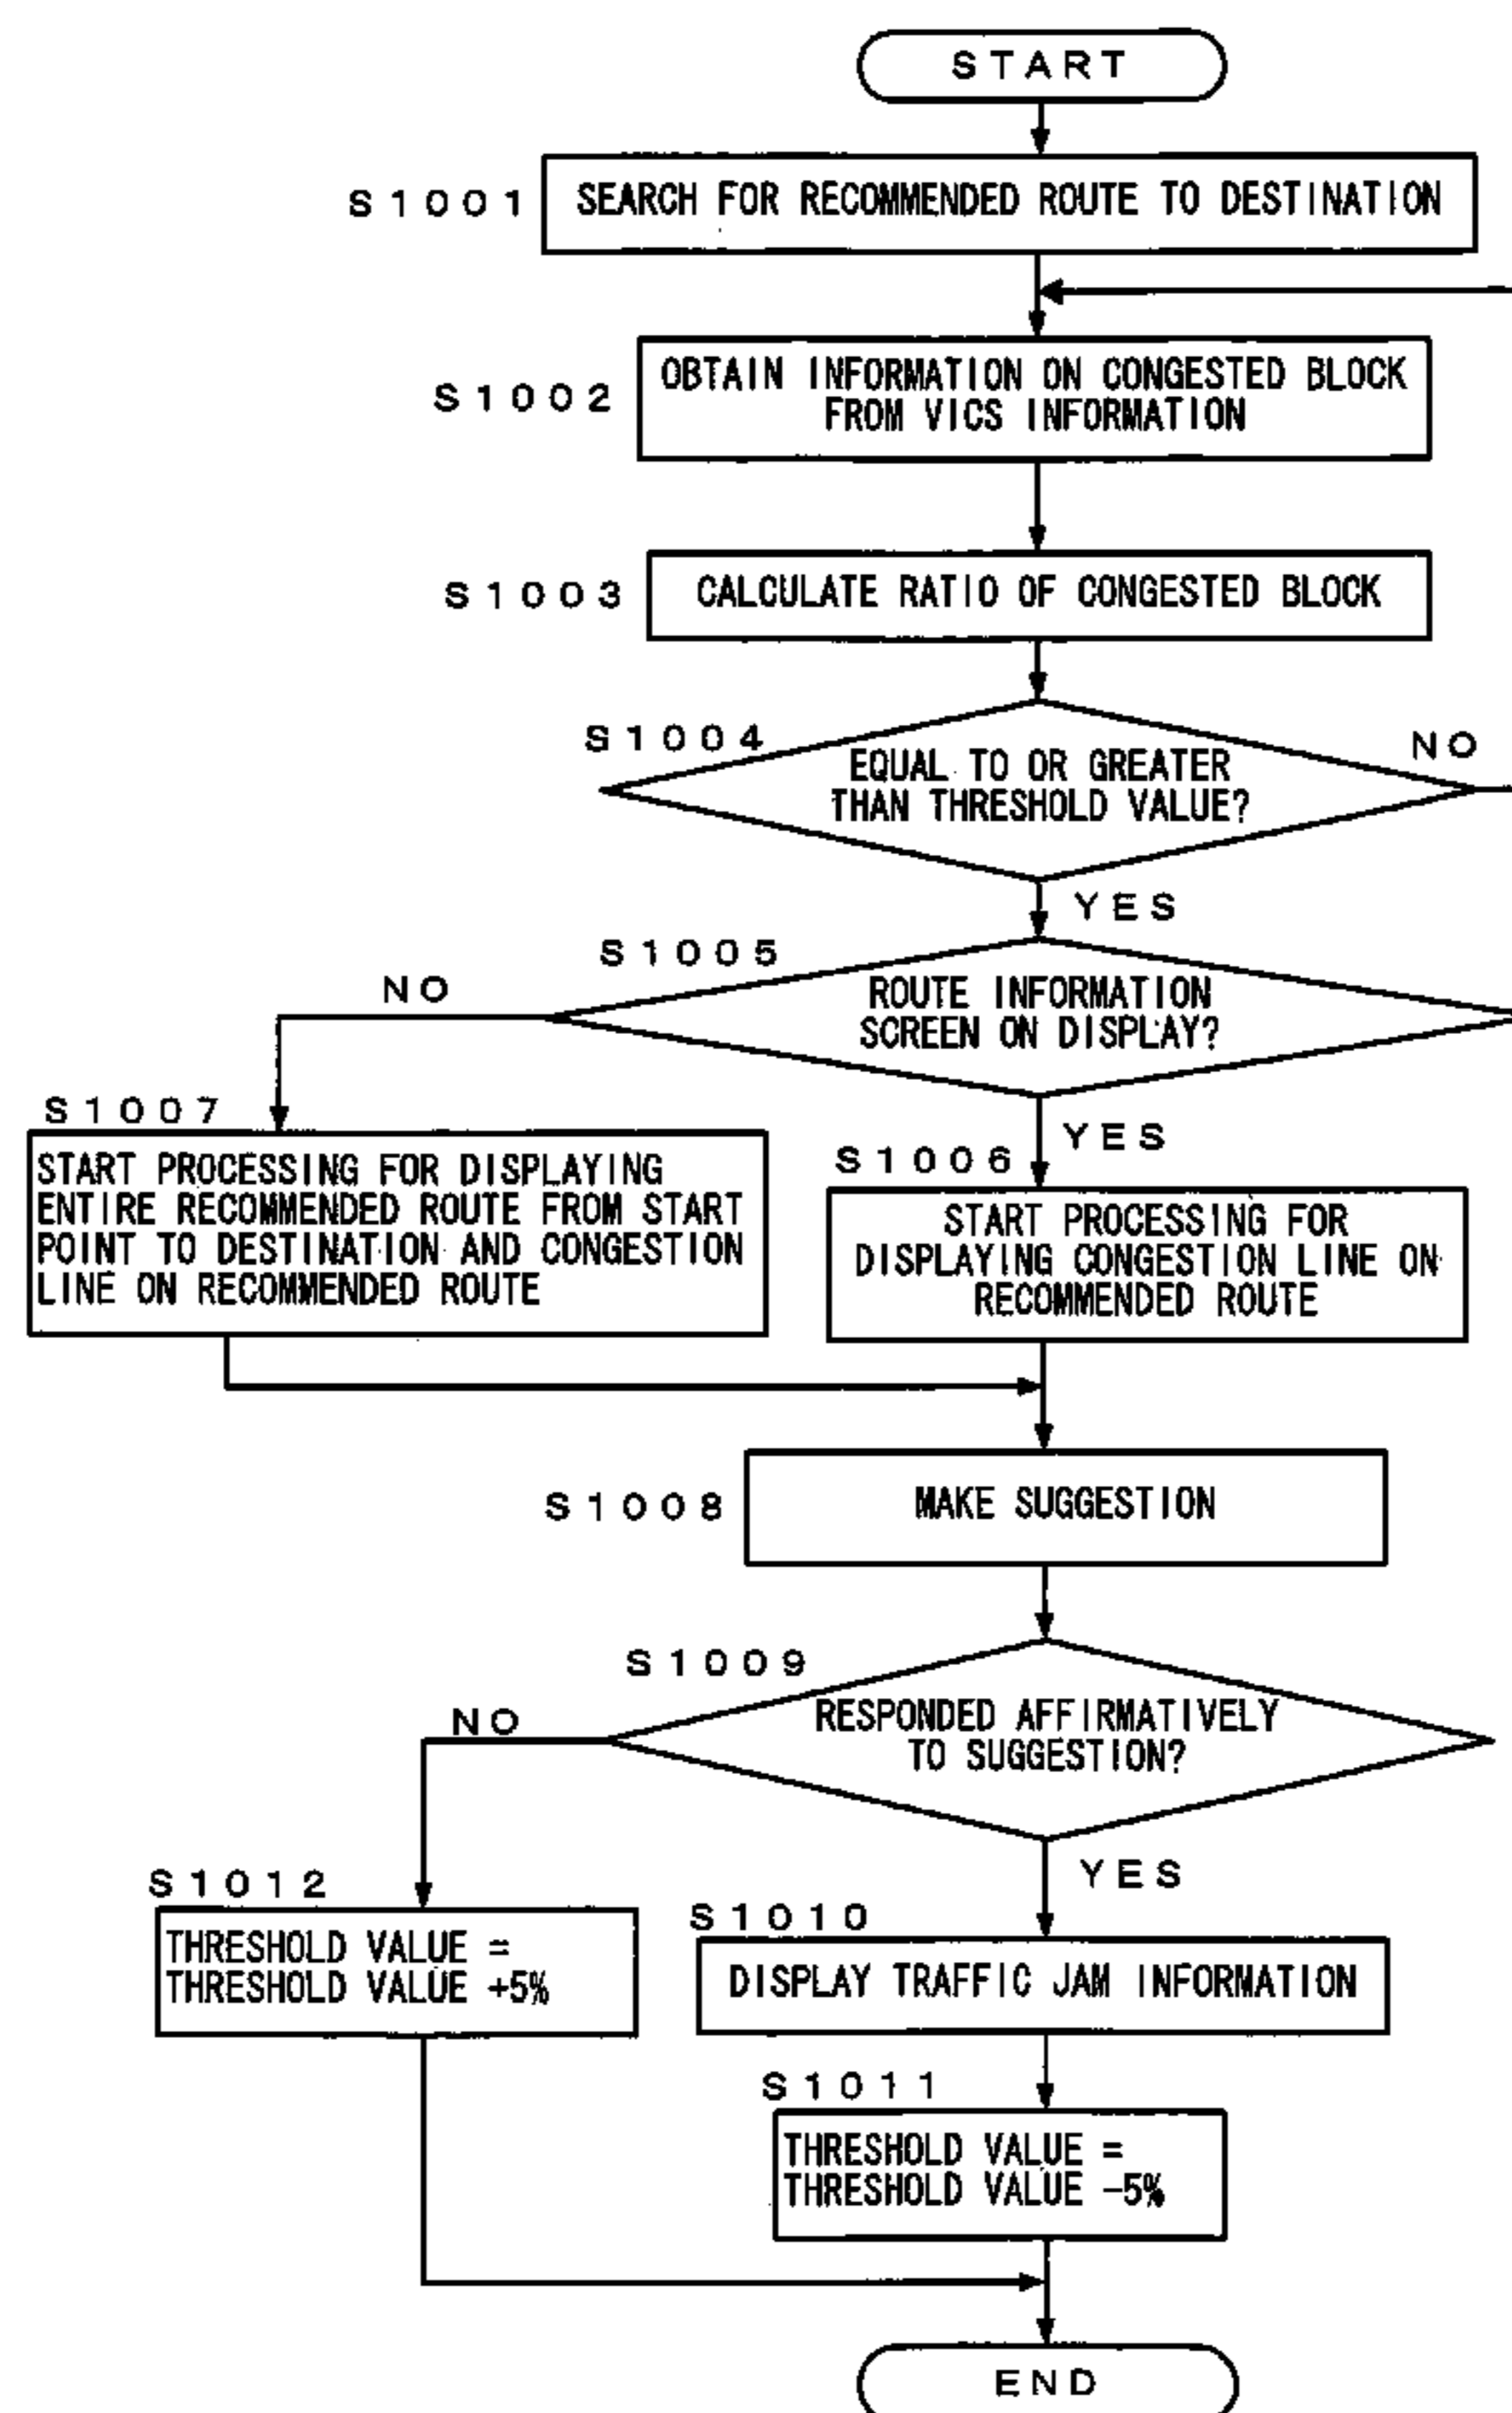 START
S1001
SEARCH FOR RECOMMENDED ROUTE TO DESTINATION
S1002
OBTAIN INFORMATION ON CONGESTED BLOCK
FROM VICS INFORMATION
S1003
CALCULATE RATIO OF CONGESTED BLOCK
S1004
EQUAL TO OR GREATER
THAN THRESHOLD VALUE?
NO
YES
S1005
ROUTE INFORMATION
SCREEN ON DISPLAY?
NO
YES
S1007
START PROCESSING FOR DISPLAYING
ENTIRE RECOMMENDED ROUTE FROM START
POINT TO DESTINATION AND CONGESTION
LINE ON RECOMMENDED ROUTE
S1006
START PROCESSING FOR
DISPLAYING CONGESTION LINE ON
RECOMMENDED ROUTE
S1008
MAKE SUGGESTION
S1009
RESPONDED AFFIRMATIVELY
TO SUGGESTION?
NO
YES
S1012
THRESHOLD VALUE =
THRESHOLD VALUE +5%
S1010
DISPLAY TRAFFIC JAM INFORMATION
S1011
THRESHOLD VALUE =
THRESHOLD VALUE -5%
END